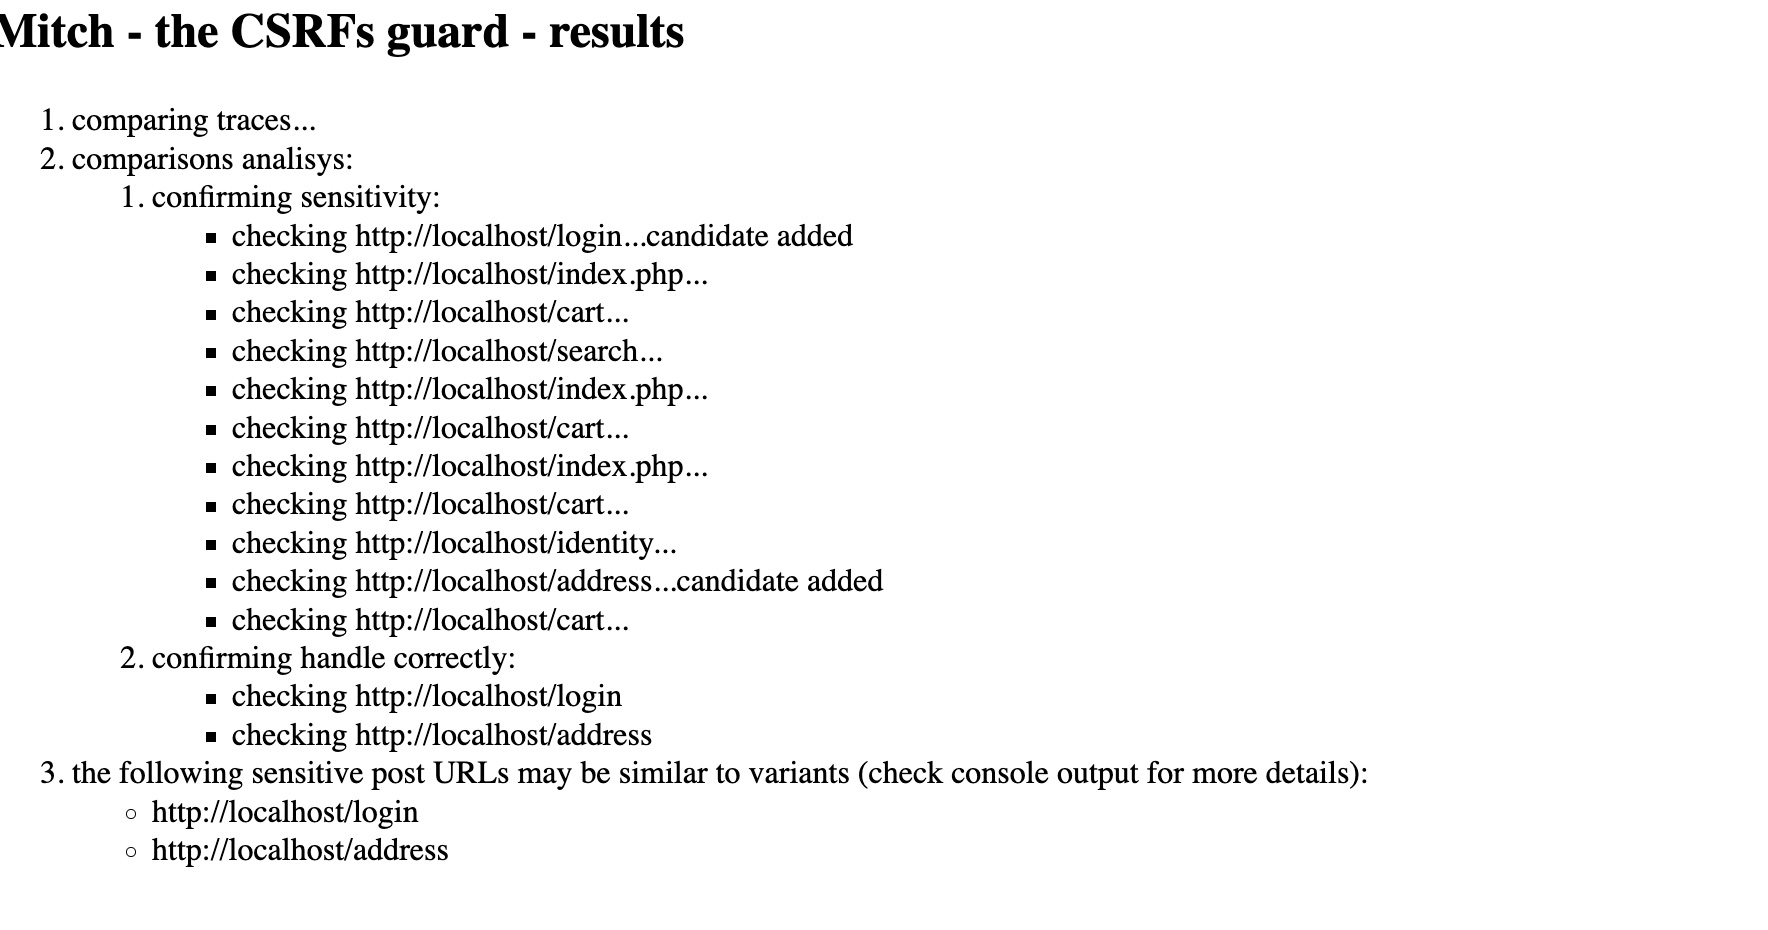 Mitch - the CSRFs guard - results
1. comparing traces...
2. comparisons analisys:
1. confirming sensitivity:
▪ checking http://localhost/login...candidate added
▪ checking http://localhost/index.php...
▪ checking http://localhost/cart...
▪ checking http://localhost/search...
▪ checking http://localhost/index.php...
▪ checking http://localhost/cart...
▪ checking http://localhost/index.php...
▪ checking http://localhost/cart...
▪ checking http://localhost/identity...
▪ checking http://localhost/address...candidate added
▪ checking http://localhost/cart...
2. confirming handle correctly:
▪ checking http://localhost/login
▪ checking http://localhost/address
3. the following sensitive post URLs may be similar to variants (check console output for more details):
○ http://localhost/login
○ http://localhost/address